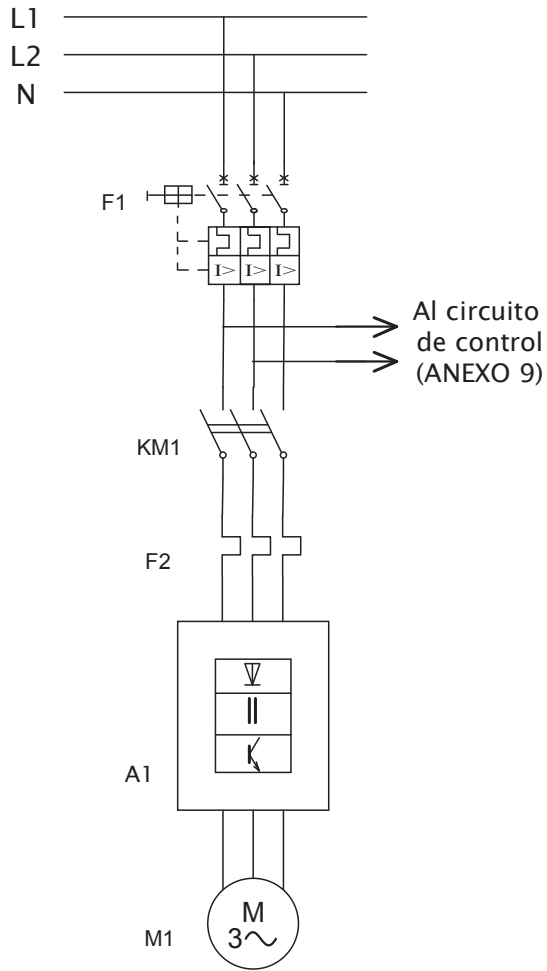 L1
L2
N
F1
I> I> I>
Al circuito
de control
(ANEXO 9)
KM1
F2
A1
M
3~
M1